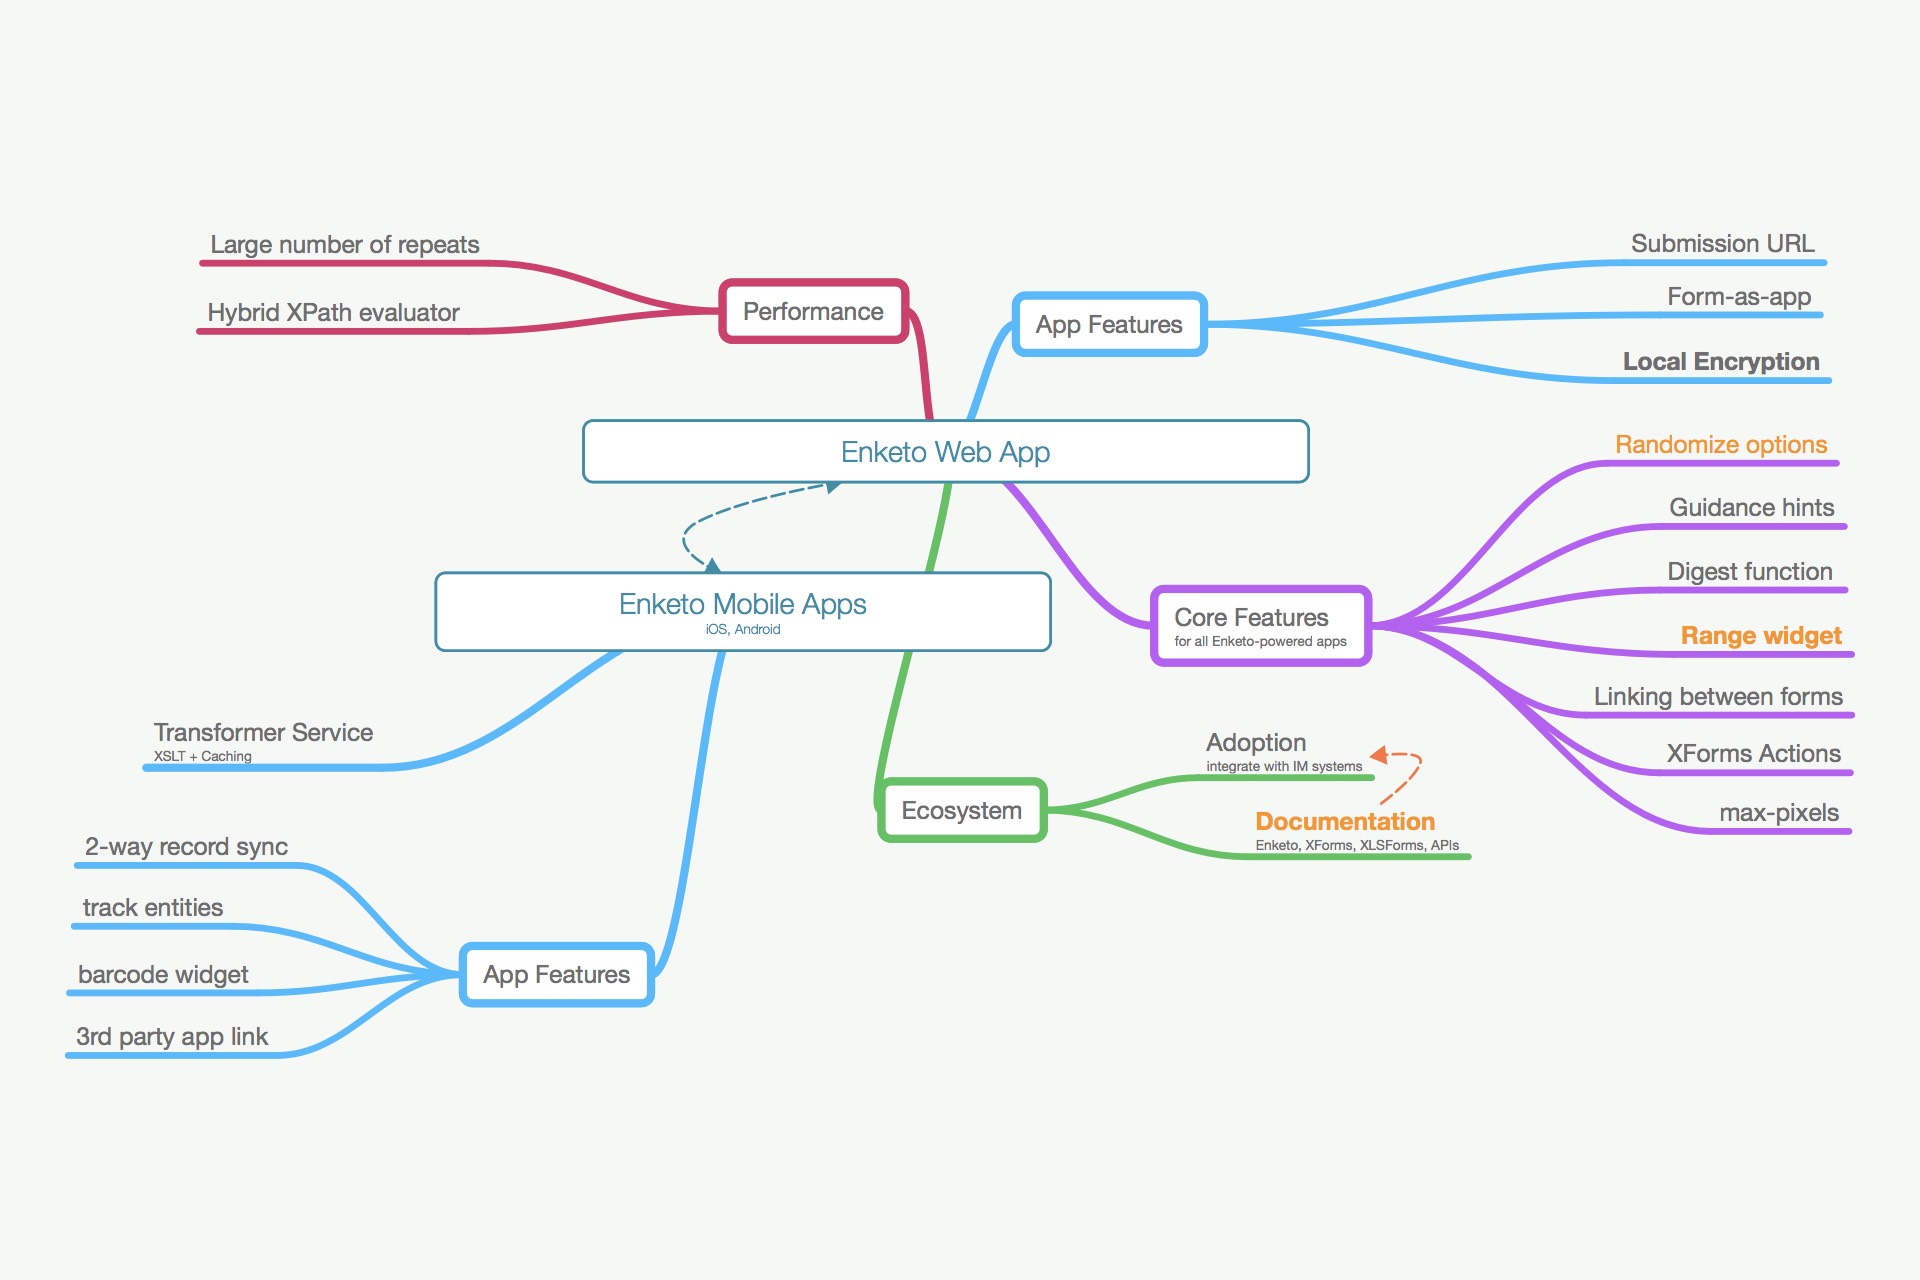 Large number of repeats
Hybrid XPath evaluator
Performance
App Features
Submission URL
Form-as-app
Local Encryption
Enketo Web App
Randomize options
Guidance hints
Digest function
Range widget
Linking between forms
XForms Actions
max-pixels
Core Features
for all Enketo-powered apps
Enketo Mobile Apps
iOS, Android
Transformer Service
XSLT + Caching
Adoption
integrate with IM systems
Ecosystem
Documentation
Enketo, XForms, XLSForms, APIs
2-way record sync
track entities
barcode widget
3rd party app link
App Features